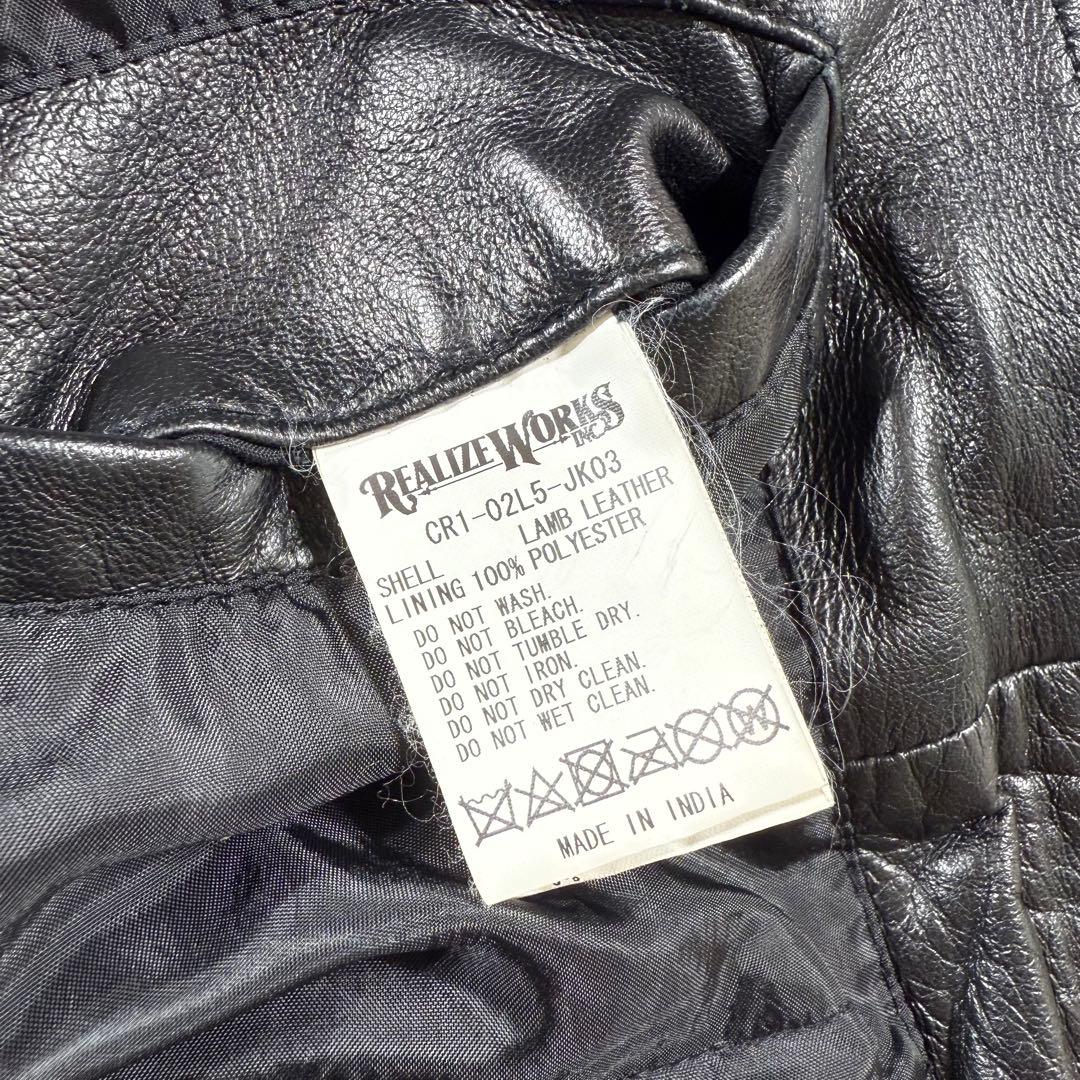 REALIZE WORKS INC
CR1-02L5-JK03
SHELL LAMB LEATHER
LINING 100% POLYESTER
DO NOT WASH.
DO NOT BLEACH.
DO NOT TUMBLE DRY.
DO NOT IRON.
DO NOT DRY CLEAN.
DO NOT WET CLEAN.
W
MADE IN INDIA